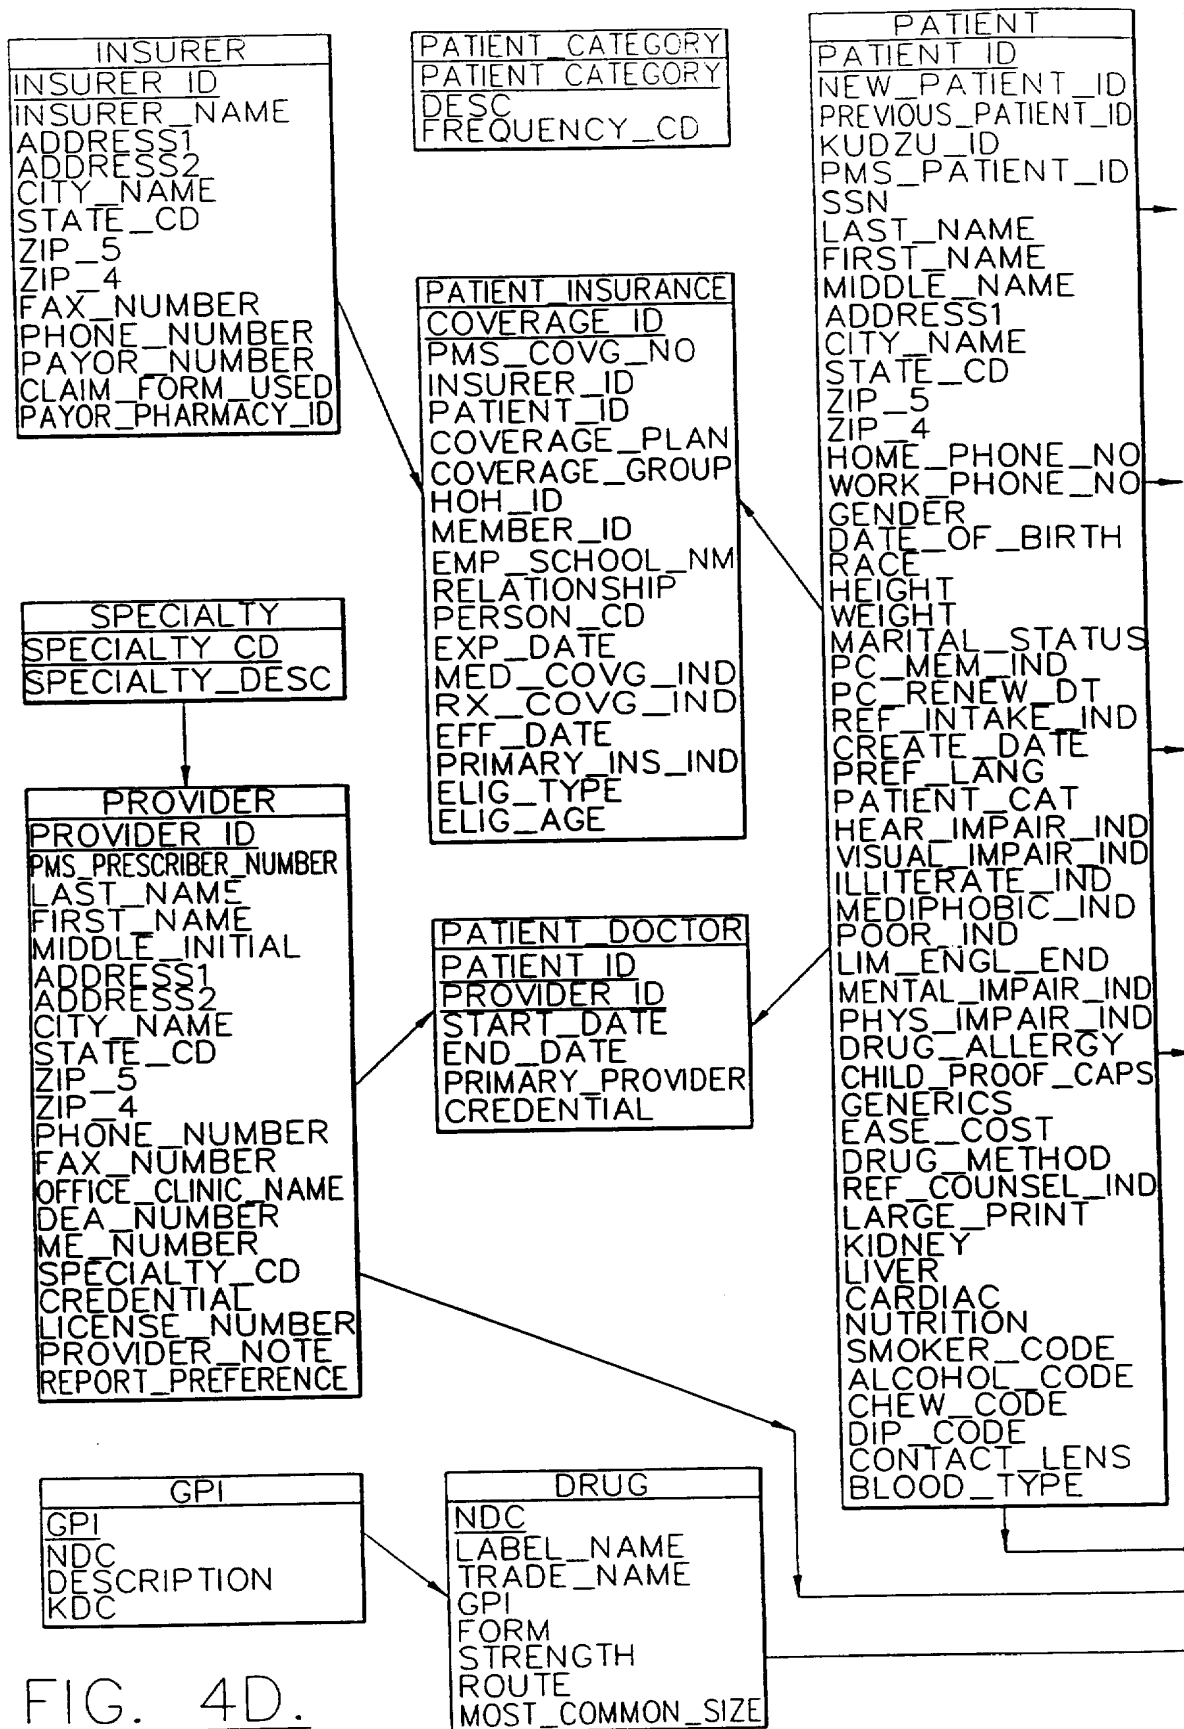 INSURER
INSURER_ID
INSURER_NAME
ADDRESS1
ADDRESS2
CITY_NAME
STATE_CD
ZIP_5
ZIP_4
FAX_NUMBER
PHONE_NUMBER
PAYOR_NUMBER
CLAIM_FORM_USED
PAYOR_PHARMACY_ID
PATIENT_CATEGORY
PATIENT_CATEGORY
DESC
FREQUENCY_CD
PATIENT
PATIENT_ID
NEW_PATIENT_ID
PREVIOUS_PATIENT_ID
KUDZU_ID
PMS_PATIENT_ID
SSN
LAST_NAME
FIRST_NAME
MIDDLE_NAME
ADDRESS1
CITY_NAME
STATE_CD
ZIP_5
ZIP_4
HOME_PHONE_NO
WORK_PHONE_NO
GENDER
DATE_OF_BIRTH
RACE
HEIGHT
WEIGHT
MARITAL_STATUS
PC_MEM_IND
PC_RENEW_DT
REF_INTAKE_IND
CREATE_DATE
PREF_LANG
PATIENT_CAT
HEAR_IMPAIR_IND
VISUAL_IMPAIR_IND
ILLITERATE_IND
MEDIPHOBIC_IND
POOR_IND
LIM_ENGL_END
MENTAL_IMPAIR_IND
PHYS_IMPAIR_IND
DRUG_ALLERGY
CHILD_PROOF_CAPS
GENERICS
EASE_COST
DRUG_METHOD
REF_COUNSEL_IND
LARGE_PRINT
KIDNEY
LIVER
CARDIAC
NUTRITION
SMOKER_CODE
ALCOHOL_CODE
CHEW_CODE
DIP_CODE
CONTACT_LENS
BLOOD_TYPE
PATIENT_INSURANCE
COVERAGE_ID
PMS_COVG_NO
INSURER_ID
PATIENT_ID
COVERAGE_PLAN
COVERAGE_GROUP
HOH_ID
MEMBER_ID
EMP_SCHOOL_NM
RELATIONSHIP
PERSON_CD
EXP_DATE
MED_COVG_IND
RX_COVG_IND
EFF_DATE
PRIMARY_INS_IND
ELIG_TYPE
ELIG_AGE
SPECIALTY
SPECIALTY_CD
SPECIALTY_DESC
PROVIDER
PROVIDER_ID
PMS_PRESCRIBER_NUMBER
LAST_NAME
FIRST_NAME
MIDDLE_INITIAL
ADDRESS1
ADDRESS2
CITY_NAME
STATE_CD
ZIP_5
ZIP_4
PHONE_NUMBER
FAX_NUMBER
OFFICE_CLINIC_NAME
DEA_NUMBER
ME_NUMBER
SPECIALTY_CD
CREDENTIAL
LICENSE_NUMBER
PROVIDER_NOTE
REPORT_PREFERENCE
PATIENT_DOCTOR
PATIENT_ID
PROVIDER_ID
START_DATE
END_DATE
PRIMARY_PROVIDER
CREDENTIAL
GPI
GPI
NDC
DESCRIPTION
KDC
DRUG
NDC
LABEL_NAME
TRADE_NAME
GPI
FORM
STRENGTH
ROUTE
MOST_COMMON_SIZE
FIG. 4D.